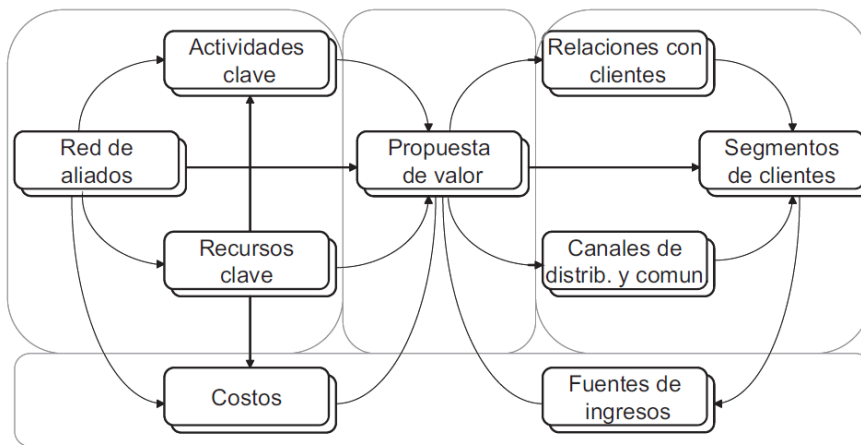 Actividades
clave
Relaciones con
clientes
Red de
aliados
Propuesta
de valor
Segmentos
de clientes
Recursos
clave
Canales de
distrib. y comun
Costos
Fuentes de
ingresos